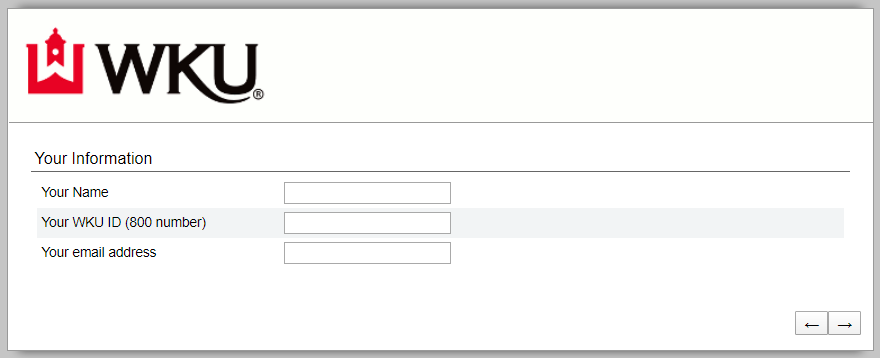 WKU®
Your Information
Your Name
Your WKU ID (800 number)
Your email address
← →